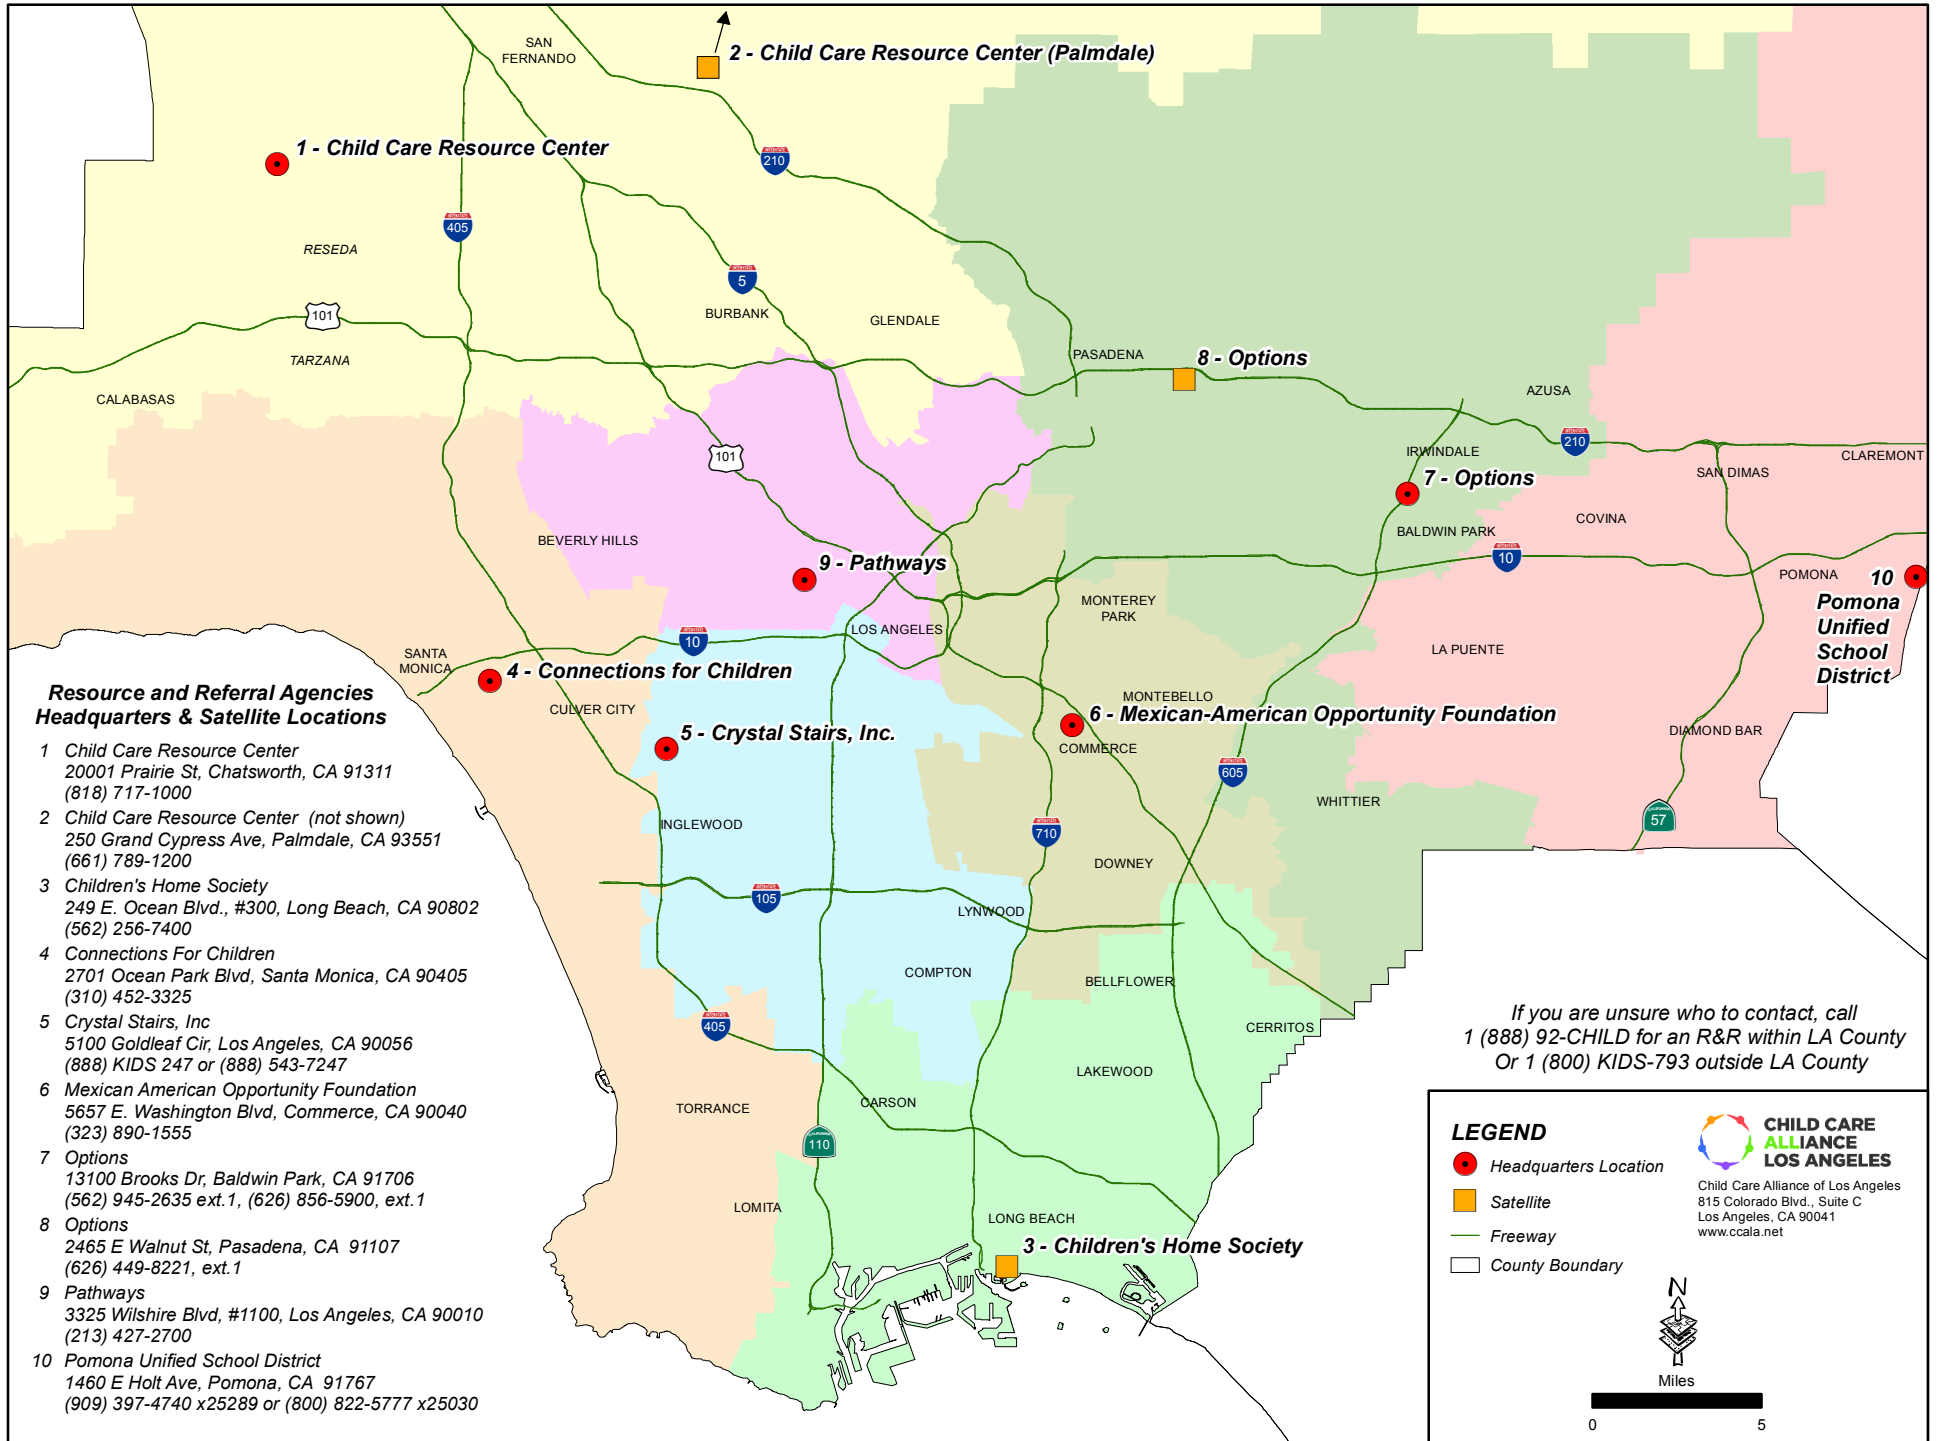 SAN
FERNANDO
2 - Child Care Resource Center (Palmdale)
1 - Child Care Resource Center
210
405
RESEDA
5
101
BURBANK
GLENDALE
TARZANA
PASADENA
8 - Options
CALABASAS
AZUSA
101
210
IRWINDALE
CLAREMONT
SAN DIMAS
7 - Options
COVINA
BALDWIN PARK
BEVERLY HILLS
10
9 - Pathways
POMONA
10
Pomona
Unified
School
District
MONTEREY
PARK
LOS ANGELES
10
LA PUENTE
SANTA
MONICA
4 - Connections for Children
MONTEBELLO
CULVER CITY
6 - Mexican-American Opportunity Foundation
5 - Crystal Stairs, Inc.
COMMERCE
DIAMOND BAR
605
WHITTIER
57
INGLEWOOD
710
DOWNEY
105
LYNWOOD
COMPTON
BELLFLOWER
405
CERRITOS
LAKEWOOD
CARSON
TORRANCE
110
LOMITA
LONG BEACH
3 - Children's Home Society
Resource and Referral Agencies
Headquarters & Satellite Locations
1 Child Care Resource Center
20001 Prairie St, Chatsworth, CA 91311
(818) 717-1000
2 Child Care Resource Center (not shown)
250 Grand Cypress Ave, Palmdale, CA 93551
(661) 789-1200
3 Children's Home Society
249 E. Ocean Blvd., #300, Long Beach, CA 90802
(562) 256-7400
4 Connections For Children
2701 Ocean Park Blvd, Santa Monica, CA 90405
(310) 452-3325
5 Crystal Stairs, Inc
5100 Goldleaf Cir, Los Angeles, CA 90056
(888) KIDS 247 or (888) 543-7247
6 Mexican American Opportunity Foundation
5657 E. Washington Blvd, Commerce, CA 90040
(323) 890-1555
7 Options
13100 Brooks Dr, Baldwin Park, CA 91706
(562) 945-2635 ext.1, (626) 856-5900, ext.1
8 Options
2465 E Walnut St, Pasadena, CA 91107
(626) 449-8221, ext.1
9 Pathways
3325 Wilshire Blvd, #1100, Los Angeles, CA 90010
(213) 427-2700
10 Pomona Unified School District
1460 E Holt Ave, Pomona, CA 91767
(909) 397-4740 x25289 or (800) 822-5777 x25030
If you are unsure who to contact, call
1 (888) 92-CHILD for an R&R within LA County
Or 1 (800) KIDS-793 outside LA County
LEGEND
Headquarters Location
Satellite
Freeway
County Boundary
CHILD CARE
ALLIANCE
LOS ANGELES
Child Care Alliance of Los Angeles
815 Colorado Blvd., Suite C
Los Angeles, CA 90041
www.ccala.net
N
Miles
0 5